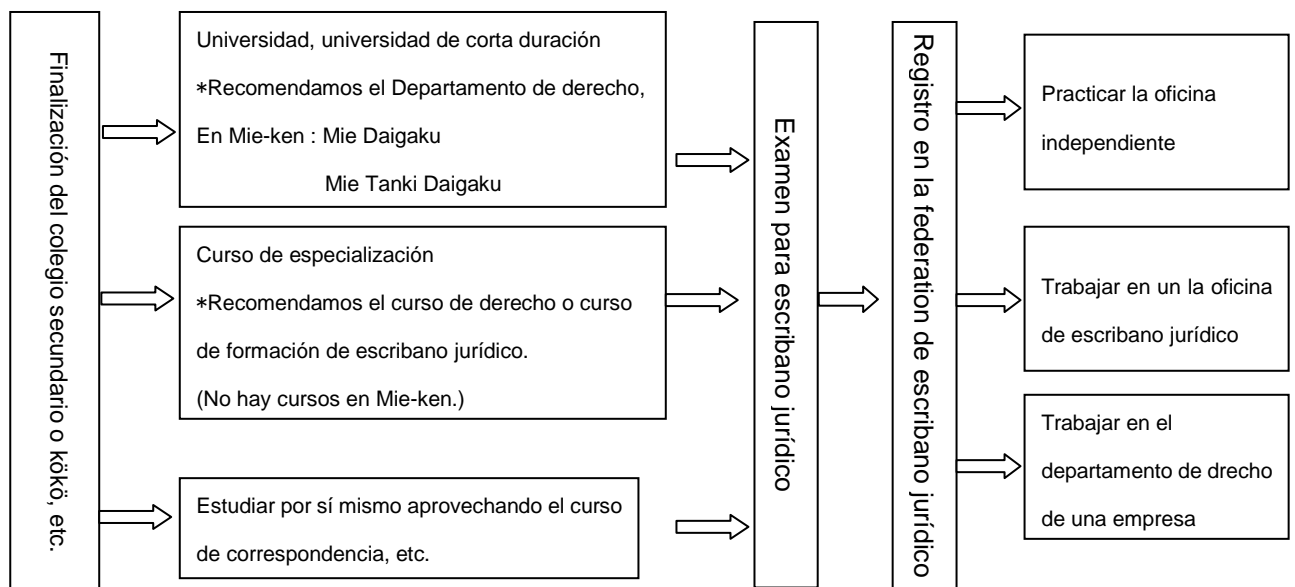 Finalización del colegio secundario o kökö, etc.
Universidad, universidad de corta duración
*Recomendamos el Departamento de derecho,
En Mie-ken : Mie Daigaku
Mie Tanki Daigaku
Curso de especialización
*Recomendamos el curso de derecho o curso
de formación de escribano jurídico.
(No hay cursos en Mie-ken.)
Estudiar por sí mismo aprovechando el curso
de correspondencia, etc.
Examen para escribano jurídico
Registro en la federation de escribano jurídico
Practicar la oficina
independiente
Trabajar en un la oficina
de escribano jurídico
Trabajar en el
departamento de drecho
de una empresa